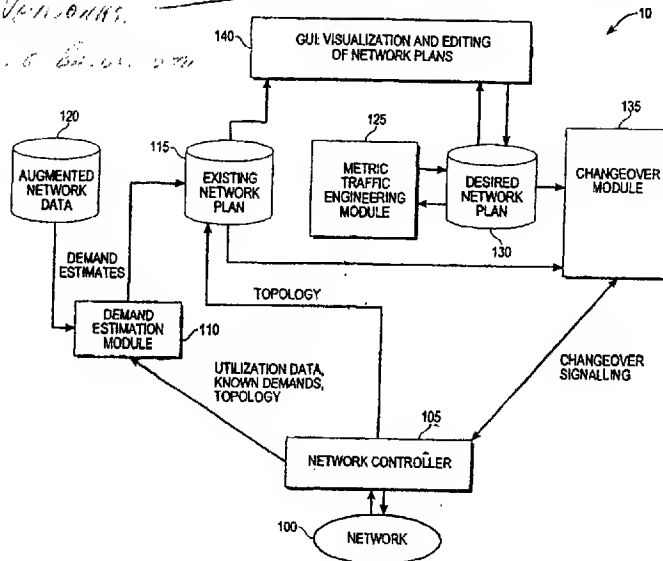 10
140
GUI: VISUALIZATION AND EDITING
OF NETWORK PLANS
120
AUGMENTED
NETWORK
DATA
115
EXISTING
NETWORK
PLAN
125
METRIC
TRAFFIC
ENGINEERING
MODULE
DESIRED
NETWORK
PLAN
130
135
CHANGEOVER
MODULE
DEMAND
ESTIMATES
DEMAND
ESTIMATION
MODULE
110
TOPOLOGY
UTILIZATION DATA,
KNOWN DEMANDS,
TOPOLOGY
CHANGEOVER
SIGNALLING
105
NETWORK CONTROLLER
100
NETWORK